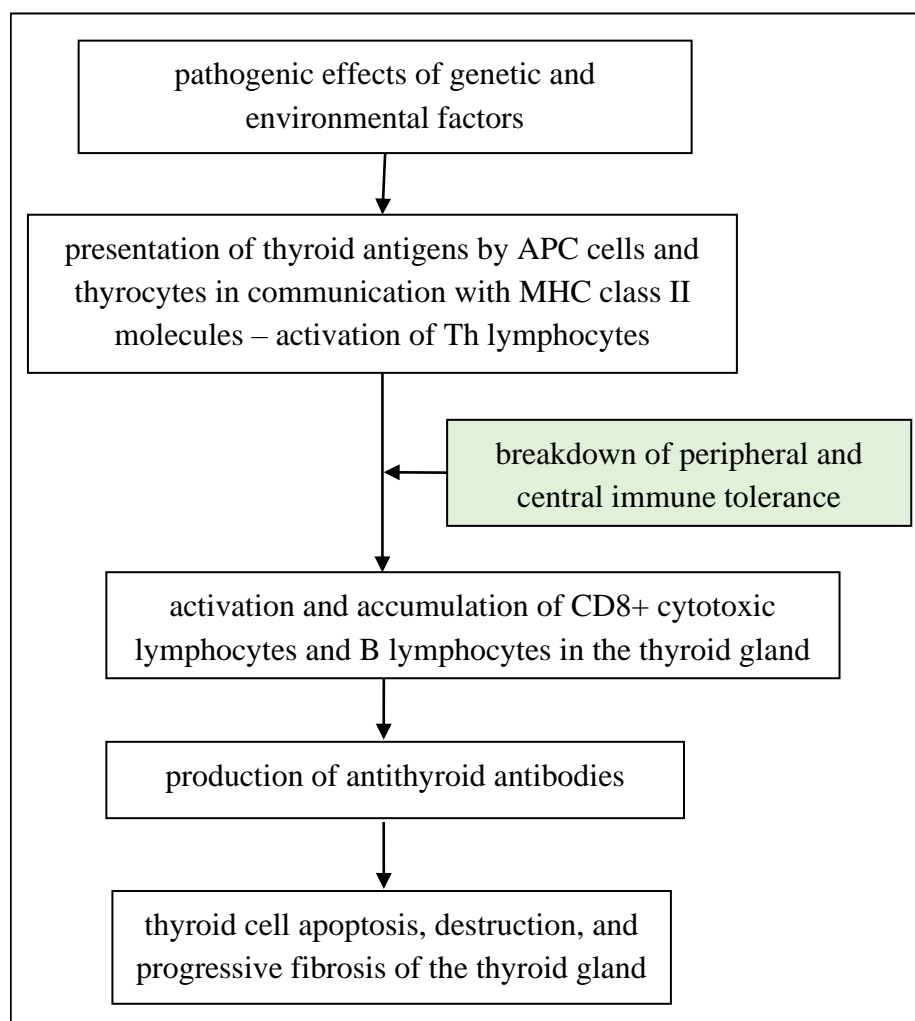 pathogenic effects of genetic and
environmental factors
presentation of thyroid antigens by APC cells and
thyrocytes in communication with MHC class II
molecules – activation of Th lymphocytes
breakdown of peripheral and
central immune tolerance
activation and accumulation of CD8+ cytotoxic
lymphocytes and B lymphocytes in the thyroid gland
production of antithyroid antibodies
thyroid cell apoptosis, destruction, and
progressive fibrosis of the thyroid gland